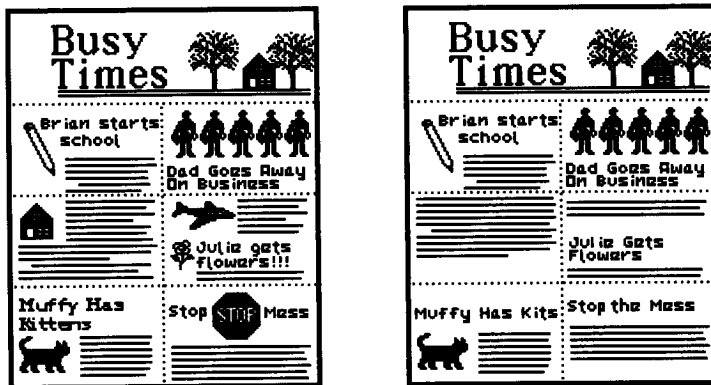 Busy
Times
Brian starts
school
Dad Goes Away
On Business
Julie gets
flowers!!!
Muffy Has
Kittens
Stop STOP Mess
Busy
Times
Brian starts
school
Dad Goes Away
On Business
Julie Gets
Flowers
Muffy Has Kits
Stop the Mess